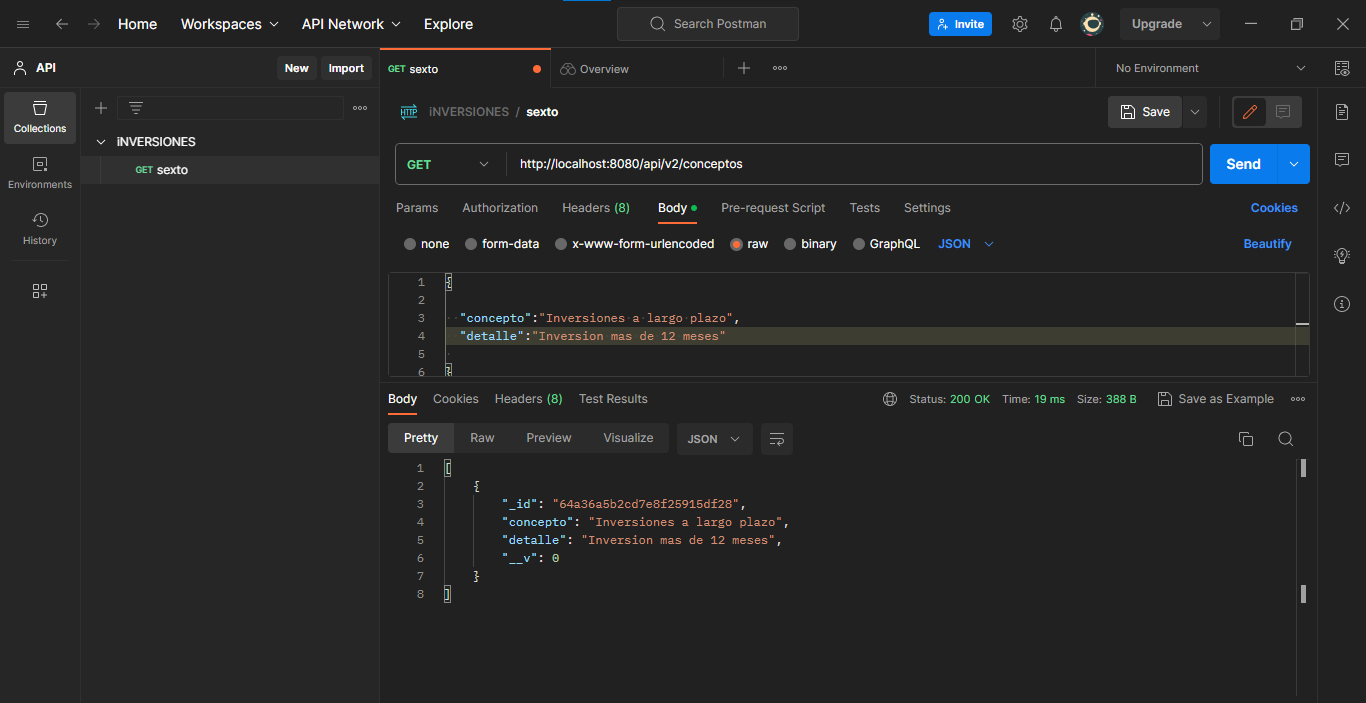 Home Workspaces API Network Explore Search Postman Invite Upgrade
API New Import GET sexto Overview No Environment
Collections
iNVERSIONES
GET sexto
Environments
History
HTTP iNVERSIONES / sexto Save
GET http://localhost:8080/api/v2/conceptos Send
Params Authorization Headers (8) Body Pre-request Script Tests Settings Cookies
none form-data x-www-form-urlencoded raw binary GraphQL JSON Beautify
1 {
2
3 "concepto":"Inversiones a largo plazo",
4 "detalle":"Inversion mas de 12 meses"
5
6 }
Body Cookies Headers (8) Test Results Status: 200 OK Time: 19 ms Size: 388 B Save as Example
Pretty Raw Preview Visualize JSON
1 [
2 {
3 "_id": "64a36a5b2cd7e8f25915df28",
4 "concepto": "Inversiones a largo plazo",
5 "detalle": "Inversion mas de 12 meses",
6 "__v": 0
7 }
8 ]